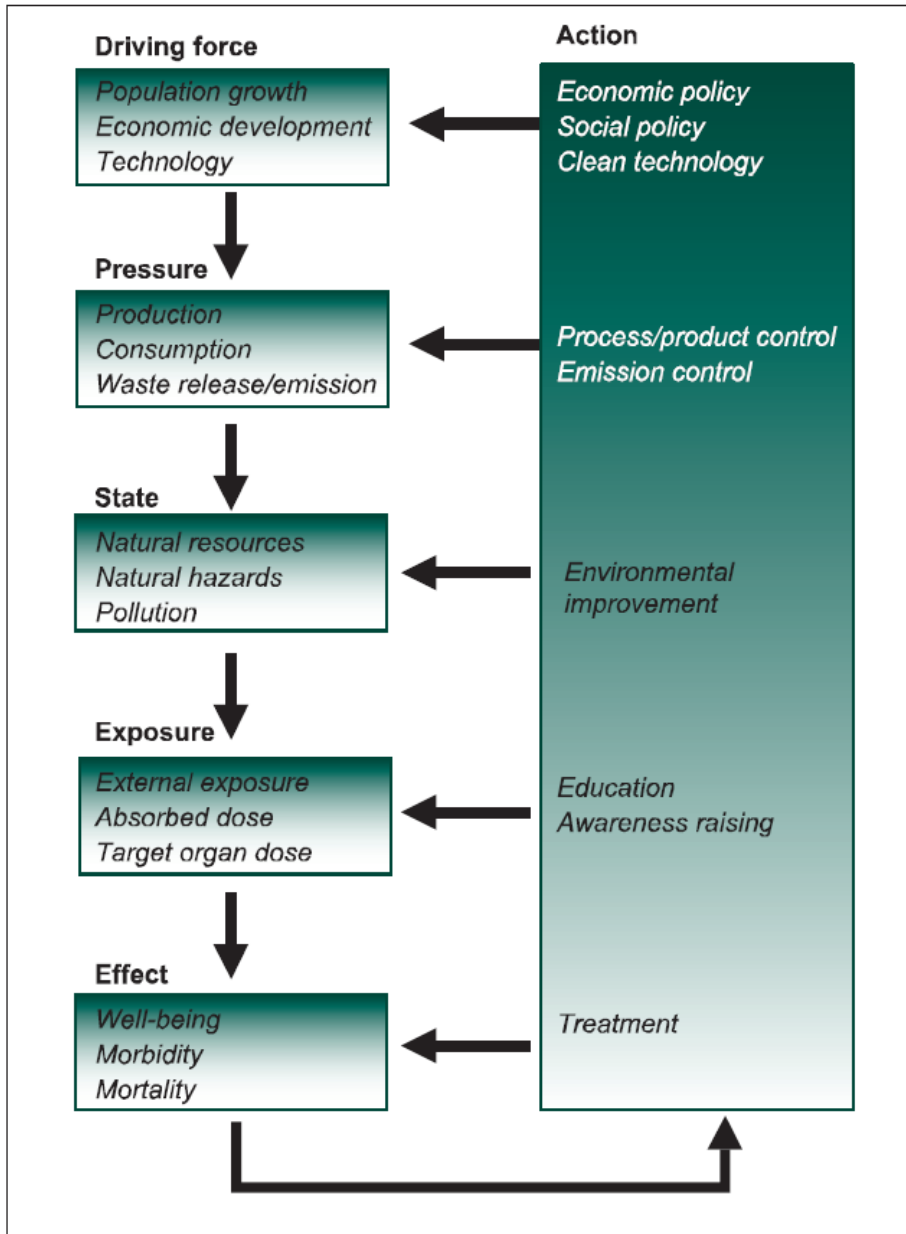 Driving force
Population growth
Economic development
Technology
Pressure
Production
Consumption
Waste release/emission
State
Natural resources
Natural hazards
Pollution
Exposure
External exposure
Absorbed dose
Target organ dose
Effect
Well-being
Morbidity
Mortality
Action
Economic policy
Social policy
Clean technology
Process/product control
Emission control
Environmental
improvement
Education
Awareness raising
Treatment